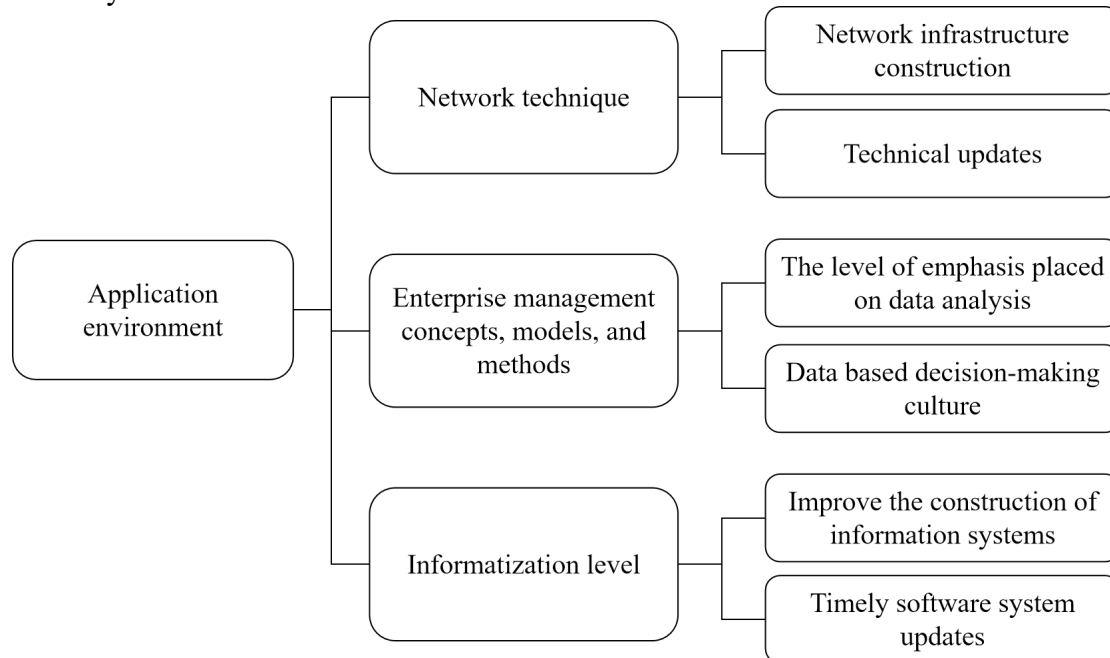 Application
environment
Network technique
Enterprise management
concepts, models, and
methods
Informatization level
Network infrastructure
construction
Technical updates
The level of emphasis placed
on data analysis
Data based decision-making
culture
Improve the construction of
information systems
Timely software system
updates